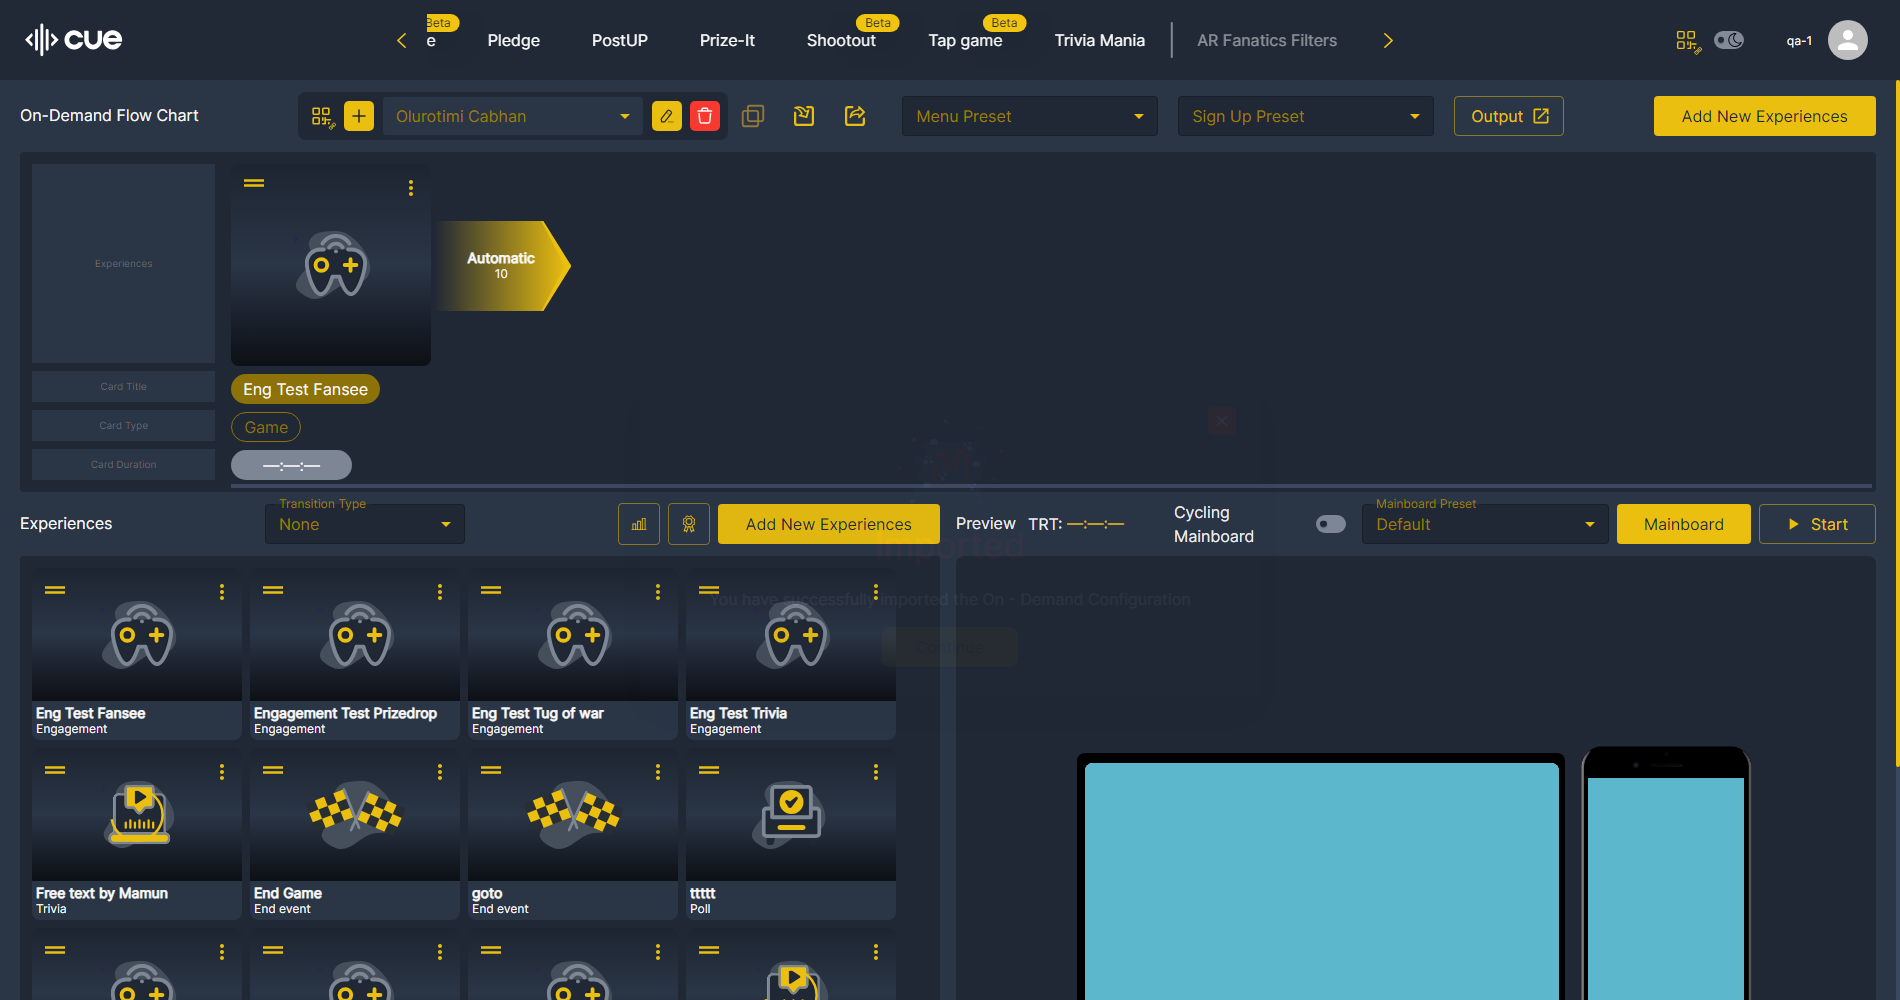 cue
Beta
e
Pledge
PostUP
Prize-It
Beta
Shootout
Beta
Tap game
Trivia Mania
AR Fanatics Filters
qa-1
On-Demand Flow Chart
Olurotimi Cabhan
Menu Preset
Sign Up Preset
Output
Add New Experiences
Experiences
Automatic
10
Card Title
Eng Test Fansee
Card Type
Game
Card Duration
—:—:—
Experiences
Transition Type
None
Add New Experiences
Preview
TRT: —:—:—
Cycling
Mainboard
Mainboard Preset
Default
Mainboard
Start
Imported
You have successfully imported the On - Demand Configuration
Continue
Eng Test Fansee
Engagement
Engagement Test Prizedrop
Engagement
Eng Test Tug of war
Engagement
Eng Test Trivia
Engagement
Free text by Mamun
Trivia
End Game
End event
goto
End event
ttttt
Poll